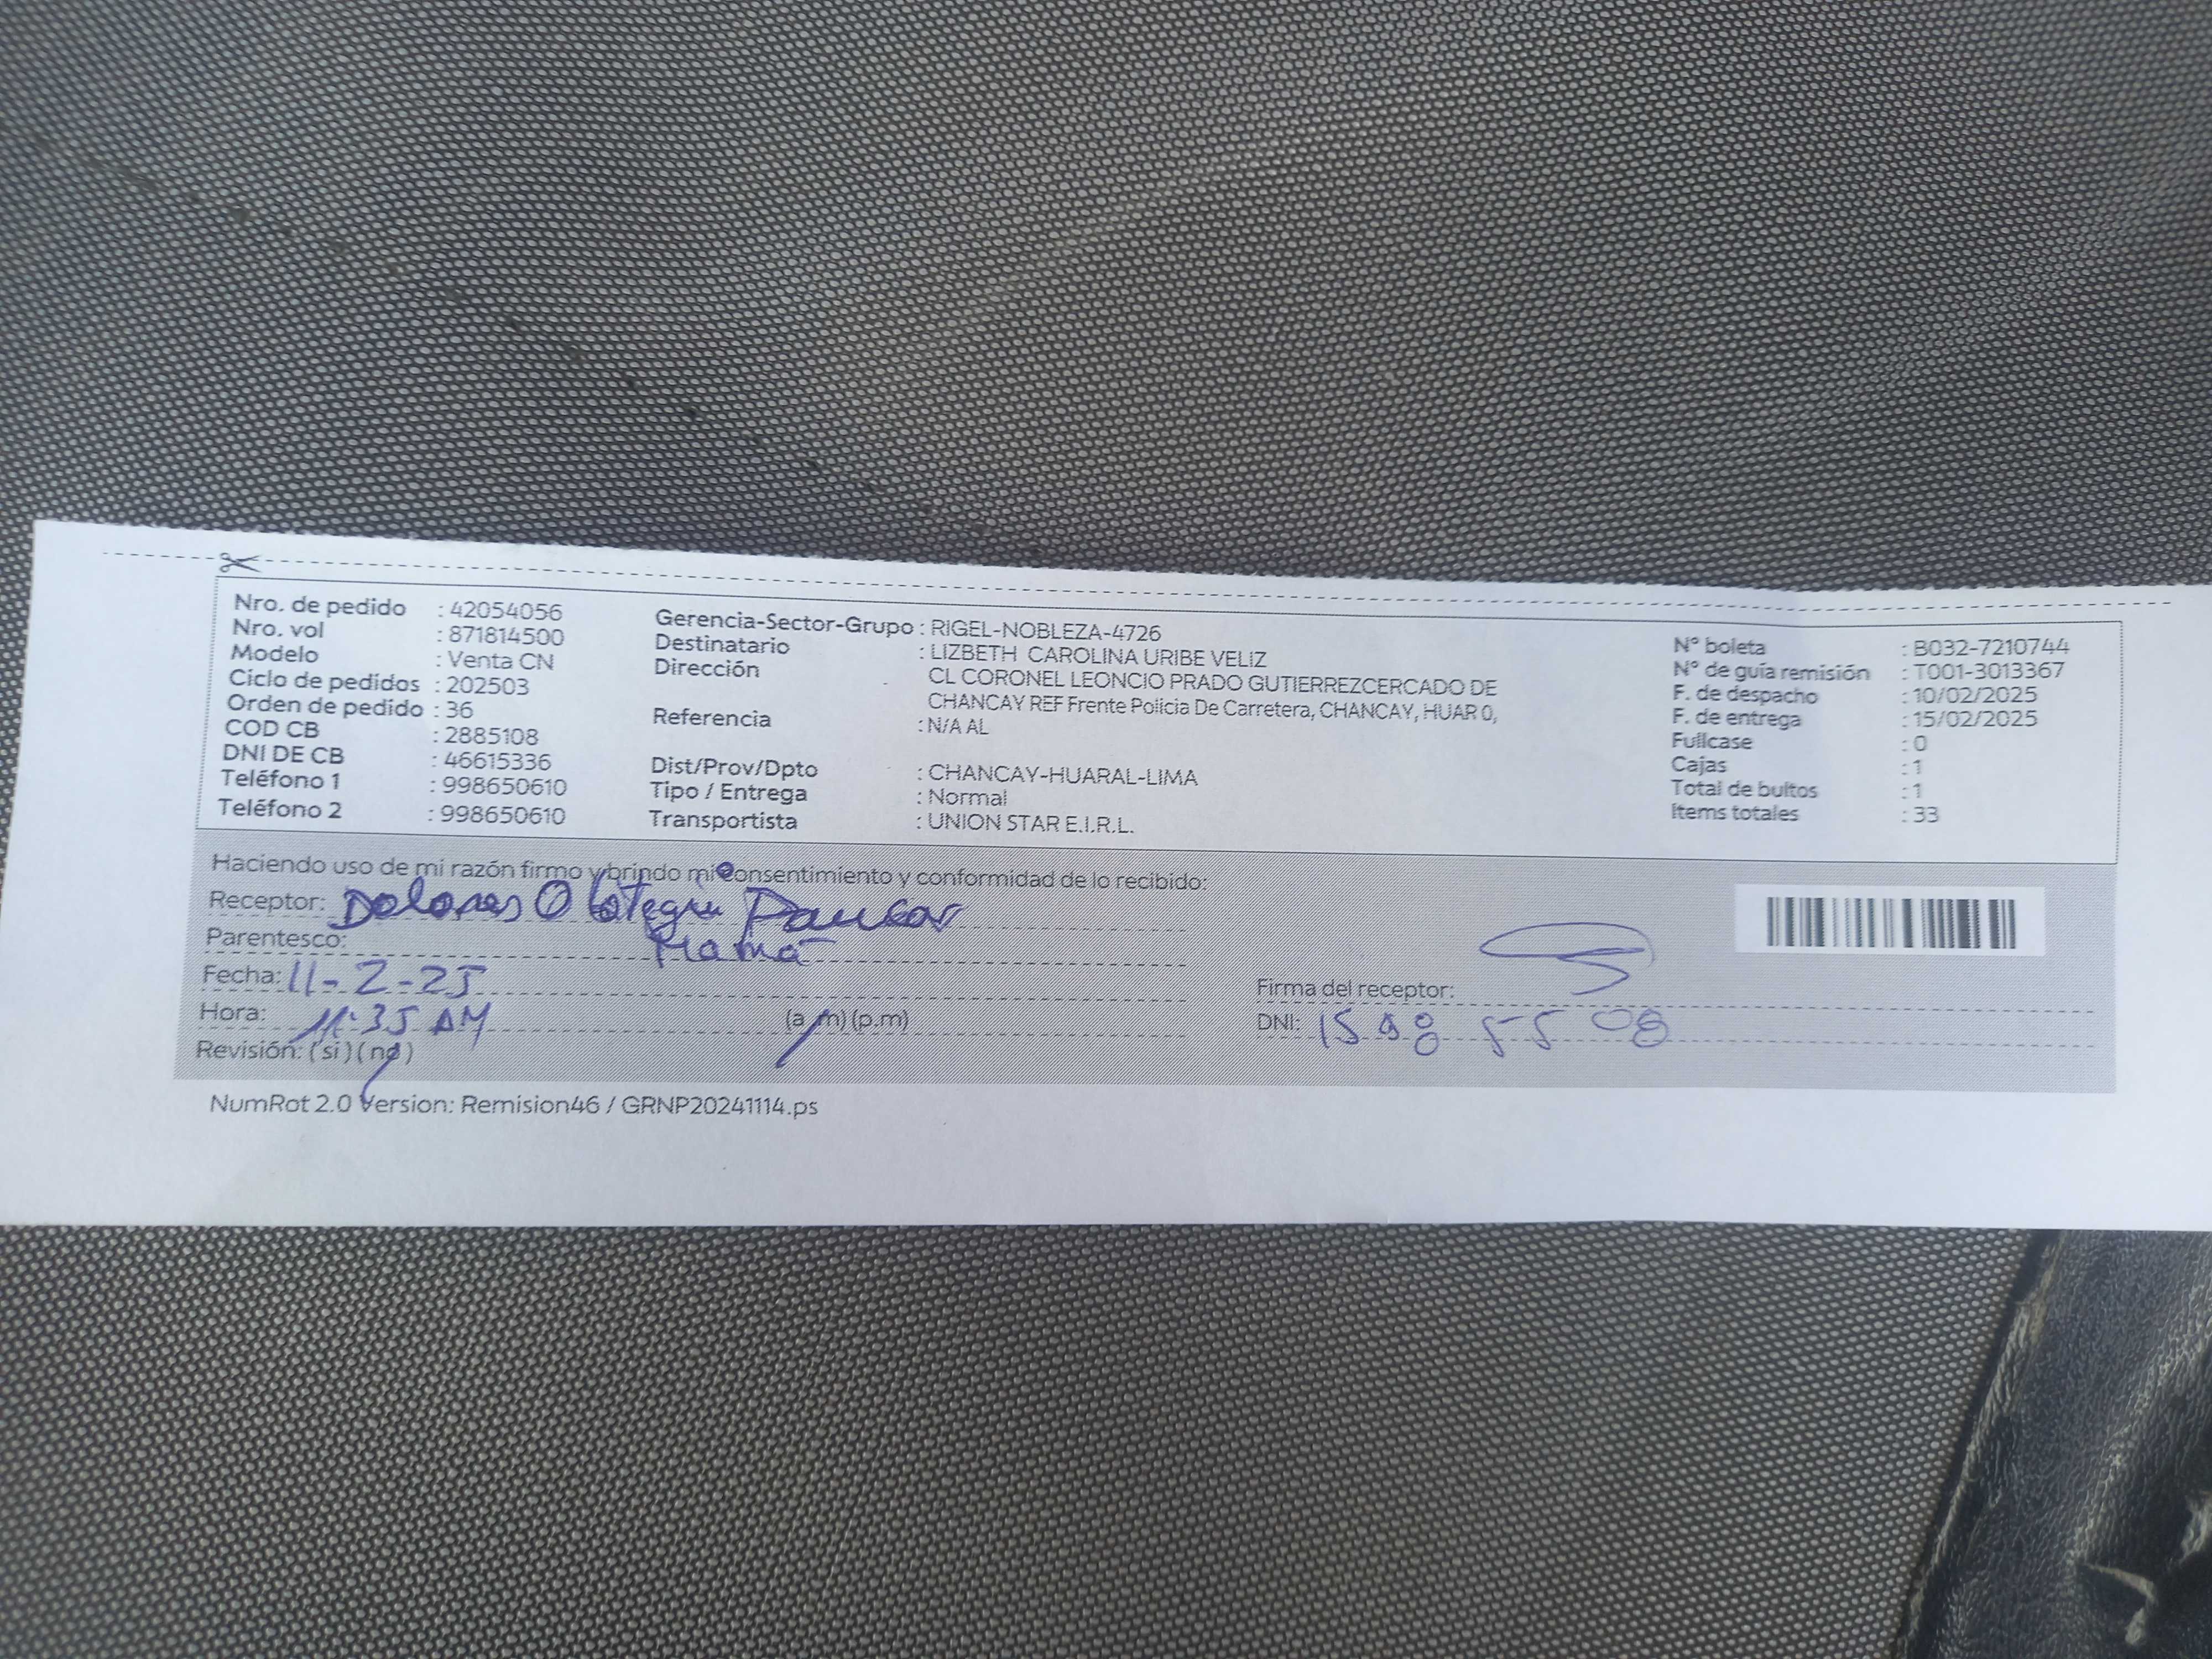 Nro. de pedido : 42054056
Nro. vol : 871814500
Modelo : Venta CN
Ciclo de pedidos : 202503
Orden de pedido : 36
COD CB : 2885108
DNI DE CB : 46615336
Teléfono 1 : 998650610
Teléfono 2 : 998650610
Gerencia-Sector-Grupo : RIGEL-NOBLEZA-4726
Destinatario : LIZBETH CAROLINA URIBE VELIZ
Dirección CL CORONEL LEONCIO PRADO GUTIERREZCERCADO DE
CHANCAY REF Frente Policia De Carretera, CHANCAY, HUAR 0,
Referencia : N/A AL
Dist/Prov/Dpto : CHANCAY-HUARAL-LIMA
Tipo / Entrega : Normal
Transportista : UNION STAR E.I.R.L.
N° boleta : B032-7210744
N° de guía remisión : T001-3013367
F. de despacho : 10/02/2025
F. de entrega : 15/02/2025
Fullcase : 0
Cajas : 1
Total de bultos : 1
Items totales : 33
Haciendo uso de mi razón firmo y brindo mi consentimiento y conformidad de lo recibido:
Receptor: Dolores Paucar
Parentesco: Mamá
Fecha: 11-2-25
Hora: 11:35 AM (a.m) (p.m)
Revisión: (si) (no)
Firma del receptor:
DNI:
NumRot 2.0 Version: Remision46 / GRNP20241114.ps